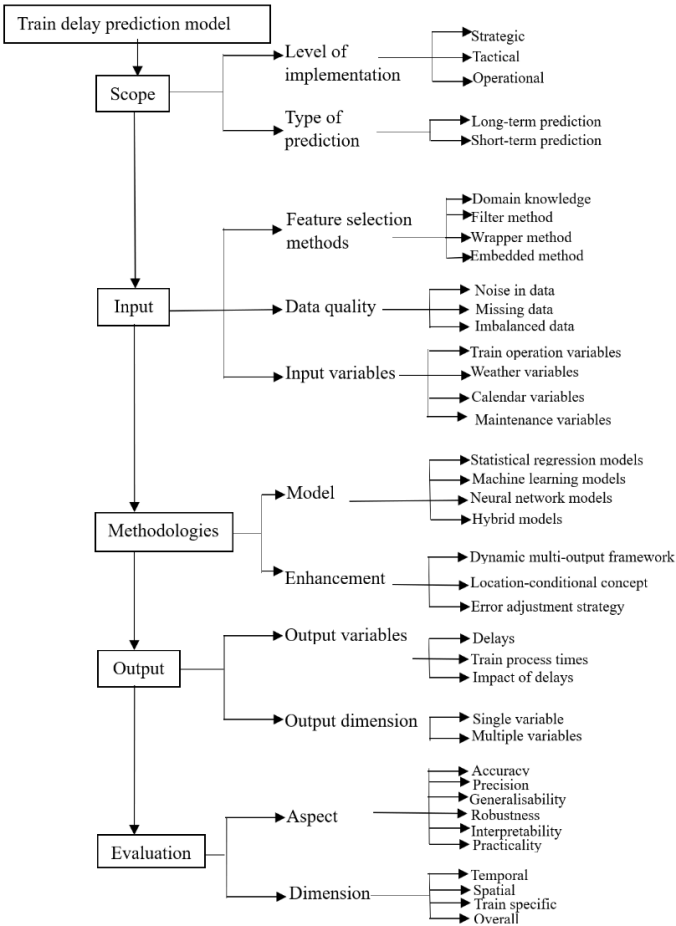 Train delay prediction model
Scope
Level of
implementation
Strategic
Tactical
Operational
Type of
prediction
Long-term prediction
Short-term prediction
Input
Feature selection
methods
Domain knowledge
Filter method
Wrapper method
Embedded method
Data quality
Noise in data
Missing data
Imbalanced data
Input variables
Train operation variables
Weather variables
Calendar variables
Maintenance variables
Methodologies
Model
Statistical regression models
Machine learning models
Neural network models
Hybrid models
Enhancement
Dynamic multi-output framework
Location-conditional concept
Error adjustment strategy
Output
Output variables
Delays
Train process times
Impact of delays
Output dimension
Single variable
Multiple variables
Evaluation
Aspect
Accuracy
Precision
Generalisability
Robustness
Interpretability
Practicality
Dimension
Temporal
Spatial
Train specific
Overall